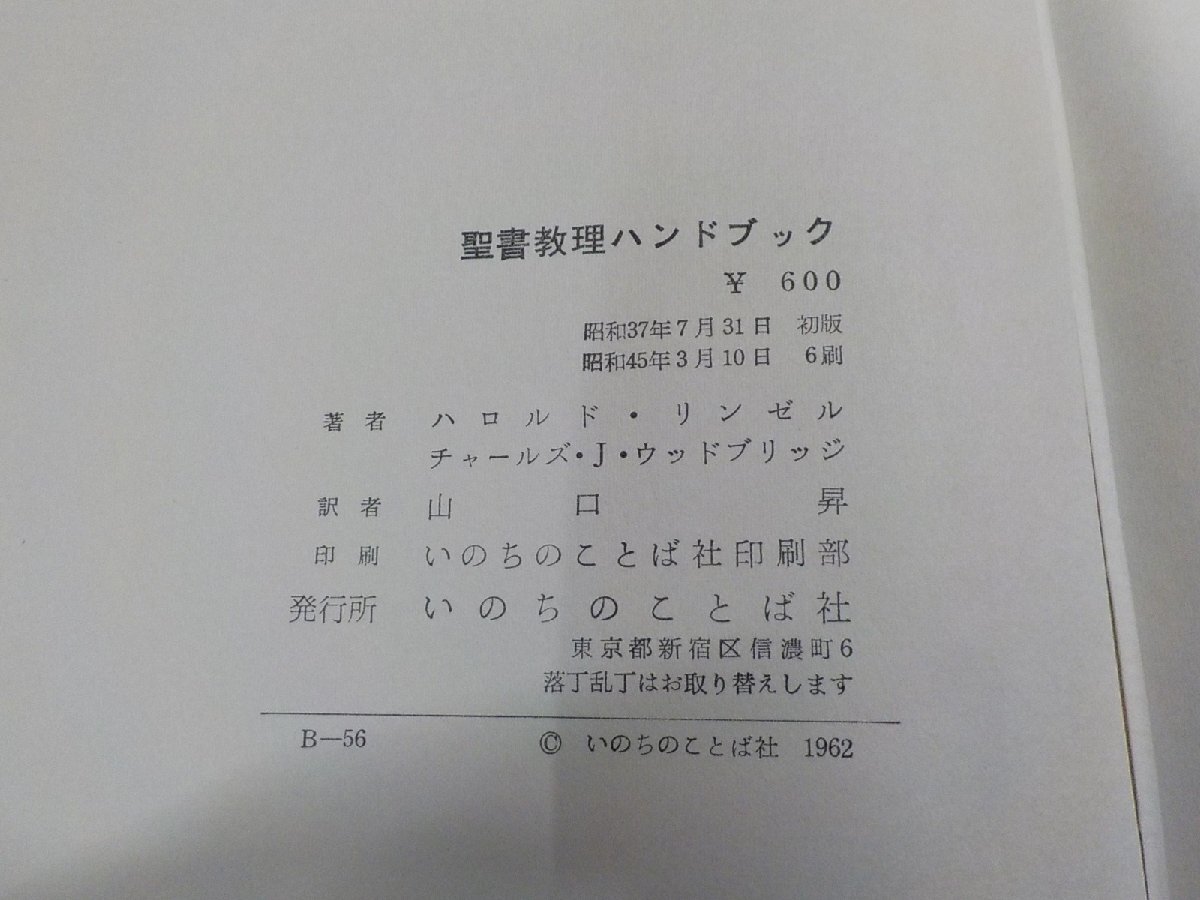 聖書教理ハンドブック
¥ 600
昭和37年7月31日 初版
昭和45年3月10日 6刷
著者 ハロルド・リンゼル
チャールズ・J・ウッドブリッジ
訳者 山口昇
印刷 いのちのことば社印刷部
発行所 いのちのことば社
東京都新宿区信濃町6
落丁乱丁はお取り替えします
B―56 © いのちのことば社 1962